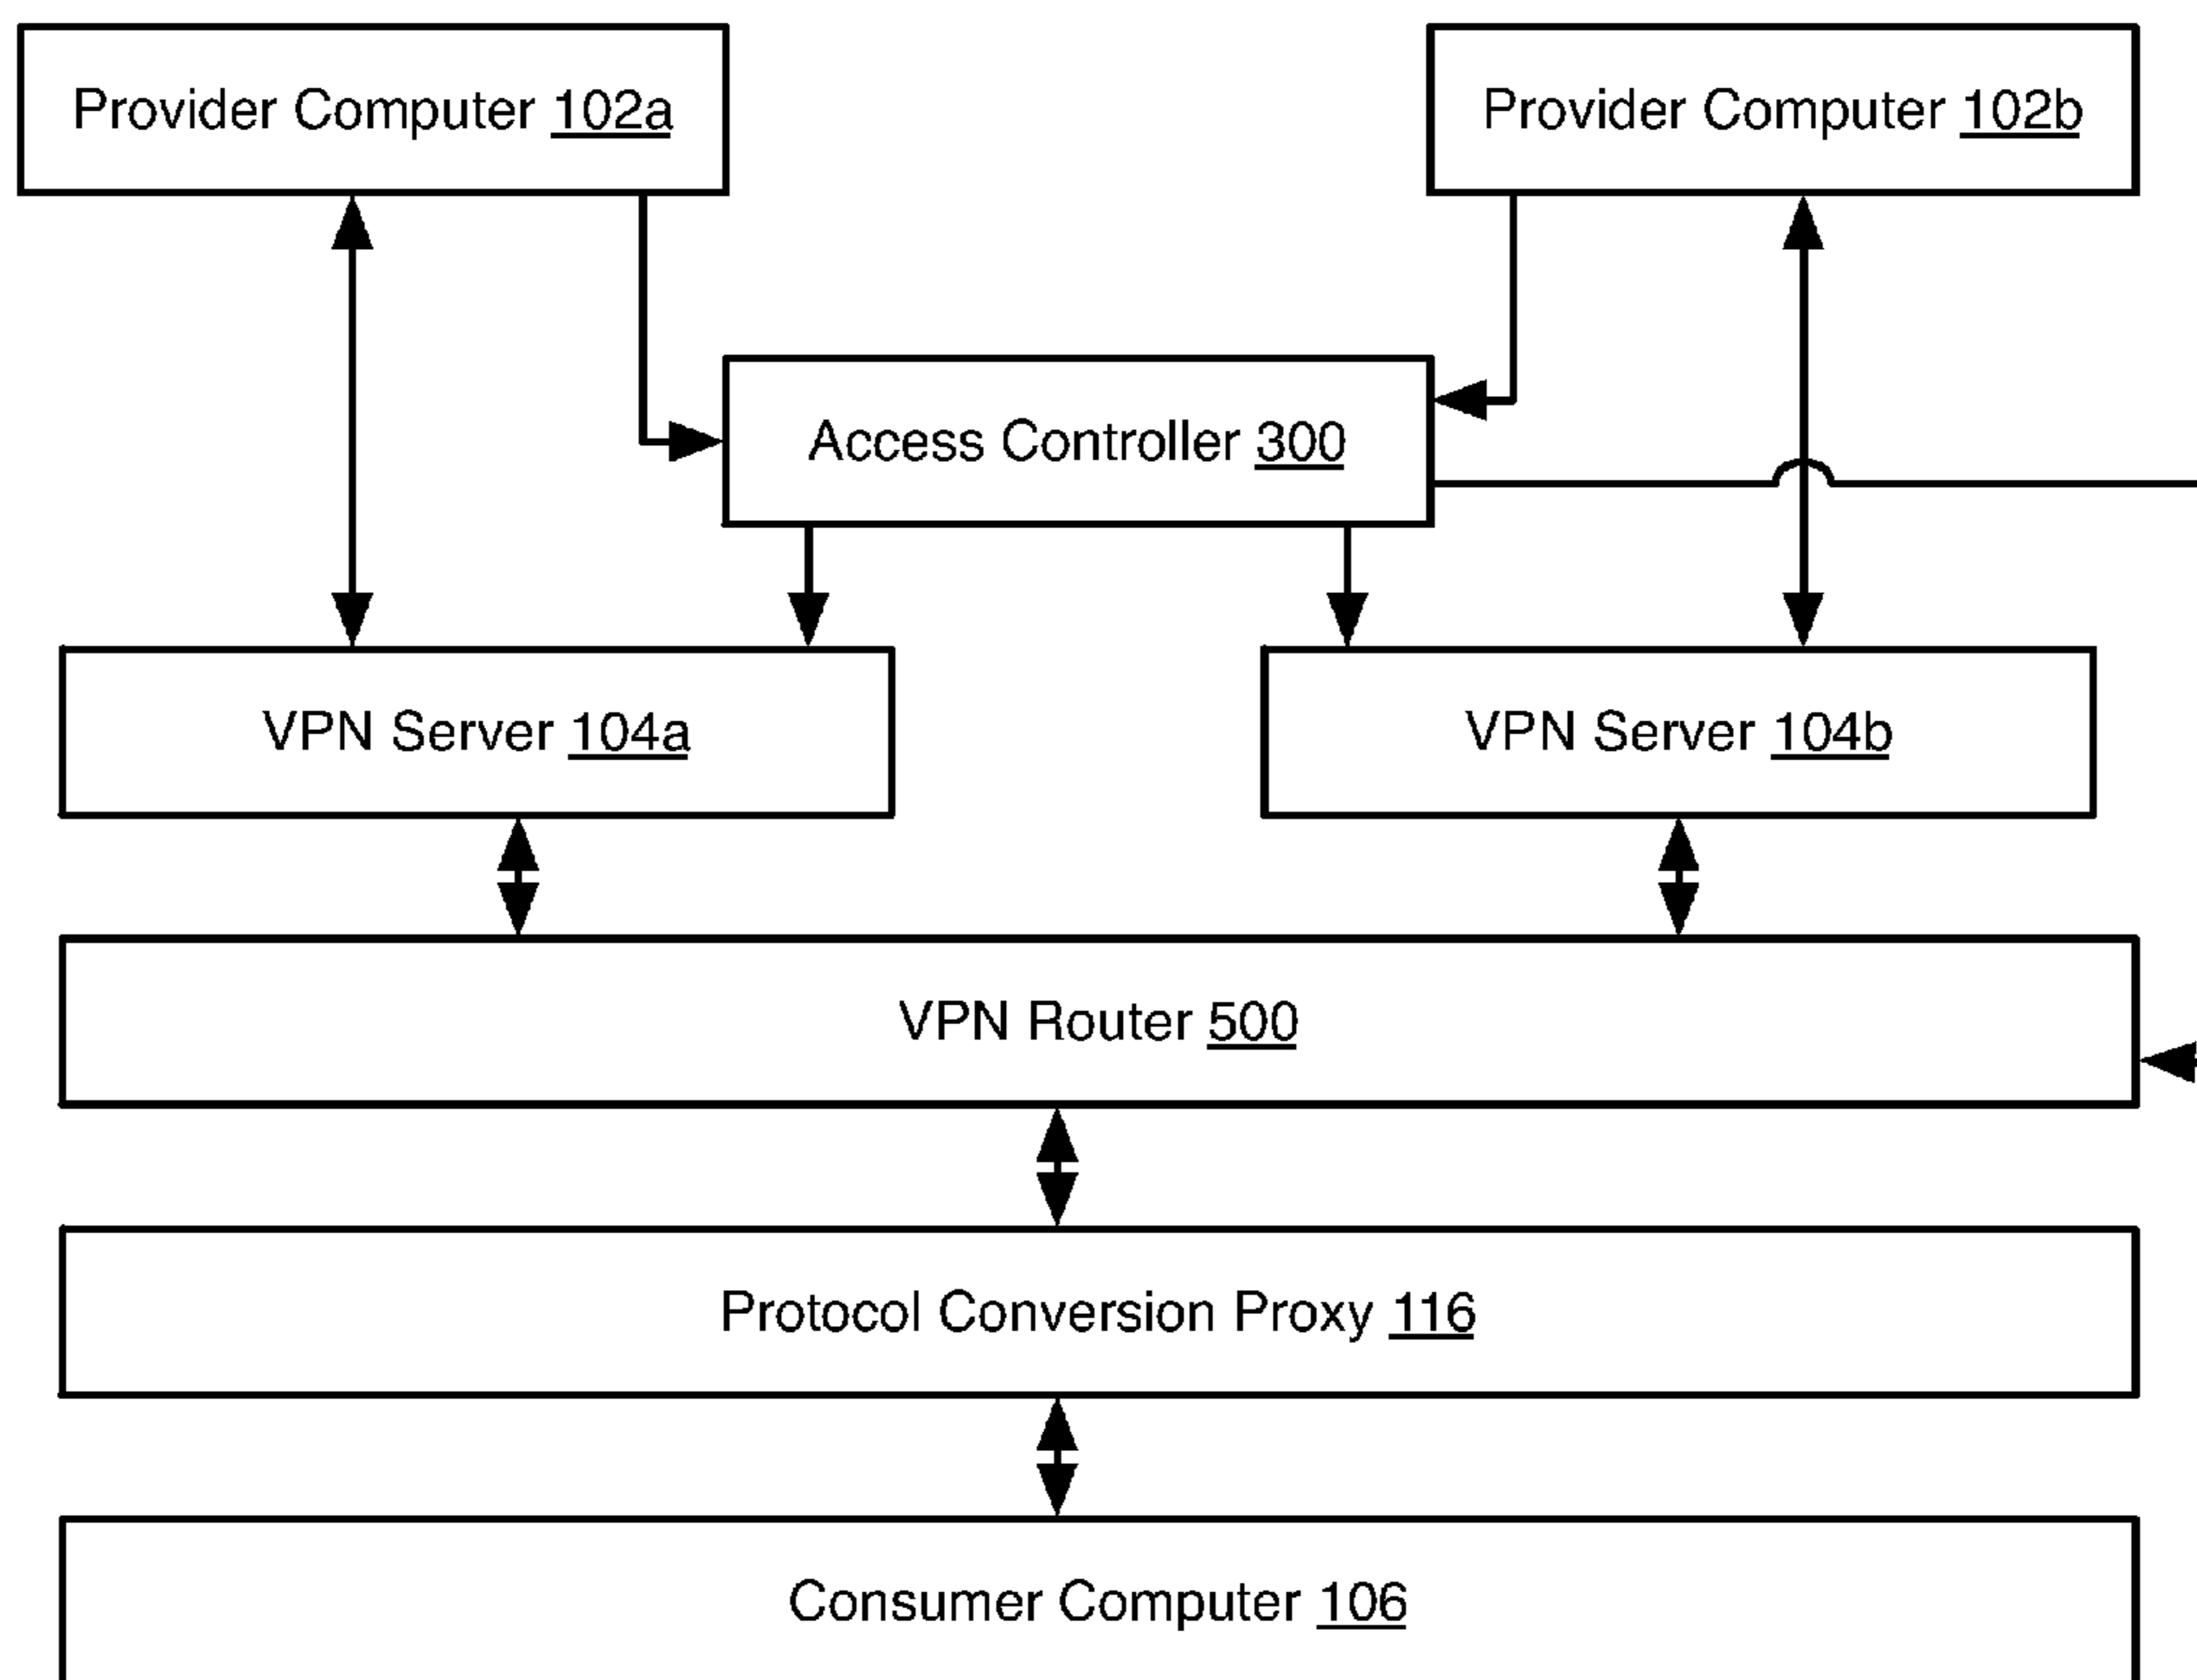 Provider Computer 102a
Provider Computer 102b
Access Controller 300
VPN Server 104a
VPN Server 104b
VPN Router 500
Protocol Conversion Proxy 116
Consumer Computer 106